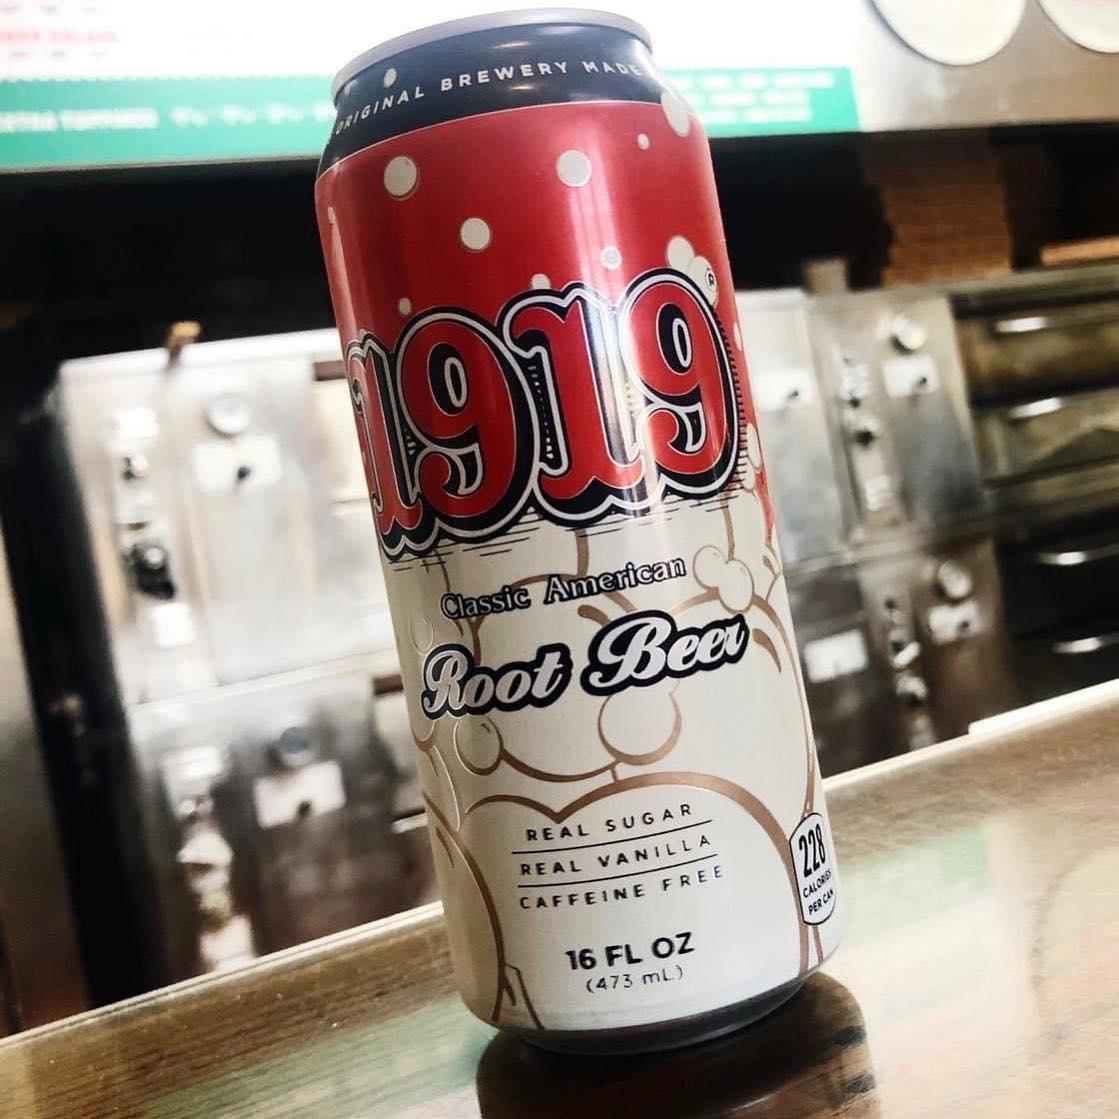 ORIGINAL BREWERY MADE
1919
®
Classic American
Root Beer
REAL SUGAR
REAL VANILLA
CAFFEINE FREE
228
CALORIES
PER CAN
16 FL OZ
(473 mL)